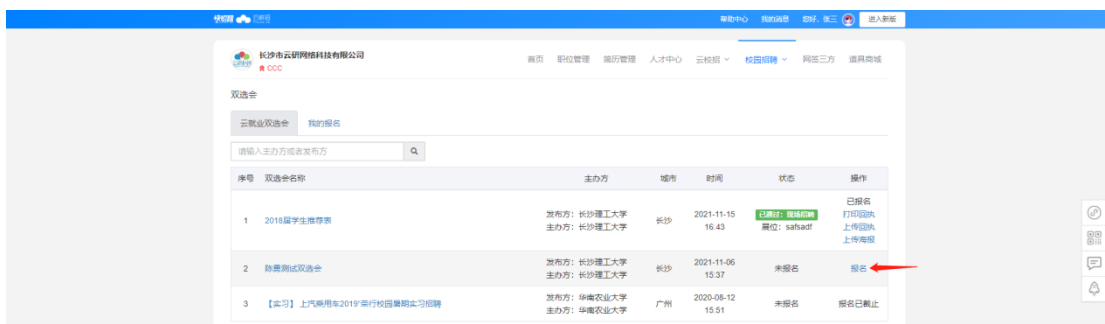 帮助中心 我的消息 您好, 张三 进入新版
长沙市云研网络科技有限公司
CCC
首页 职位管理 简历管理 人才中心 云校招 校园招聘 网签三方 道具商城
双选会
云就业双选会 我的报名
请输入主办方或者发布方
序号 双选会名称 主办方 城市 时间 状态 操作
1 2018届学生推荐表 发布方：长沙理工大学 主办方：长沙理工大学 长沙 2021-11-15 16:43 已通过：现场招聘 展位：safsadf 已报名 打印回执 上传回执 上传海报
2 陈晨测试双选会 发布方：长沙理工大学 主办方：长沙理工大学 长沙 2021-11-06 15:37 未报名 报名
3 【实习】上汽乘用车2019'荣行校园暑期实习招聘 发布方：华南农业大学 主办方：华南农业大学 广州 2020-08-12 15:51 未报名 报名已截止